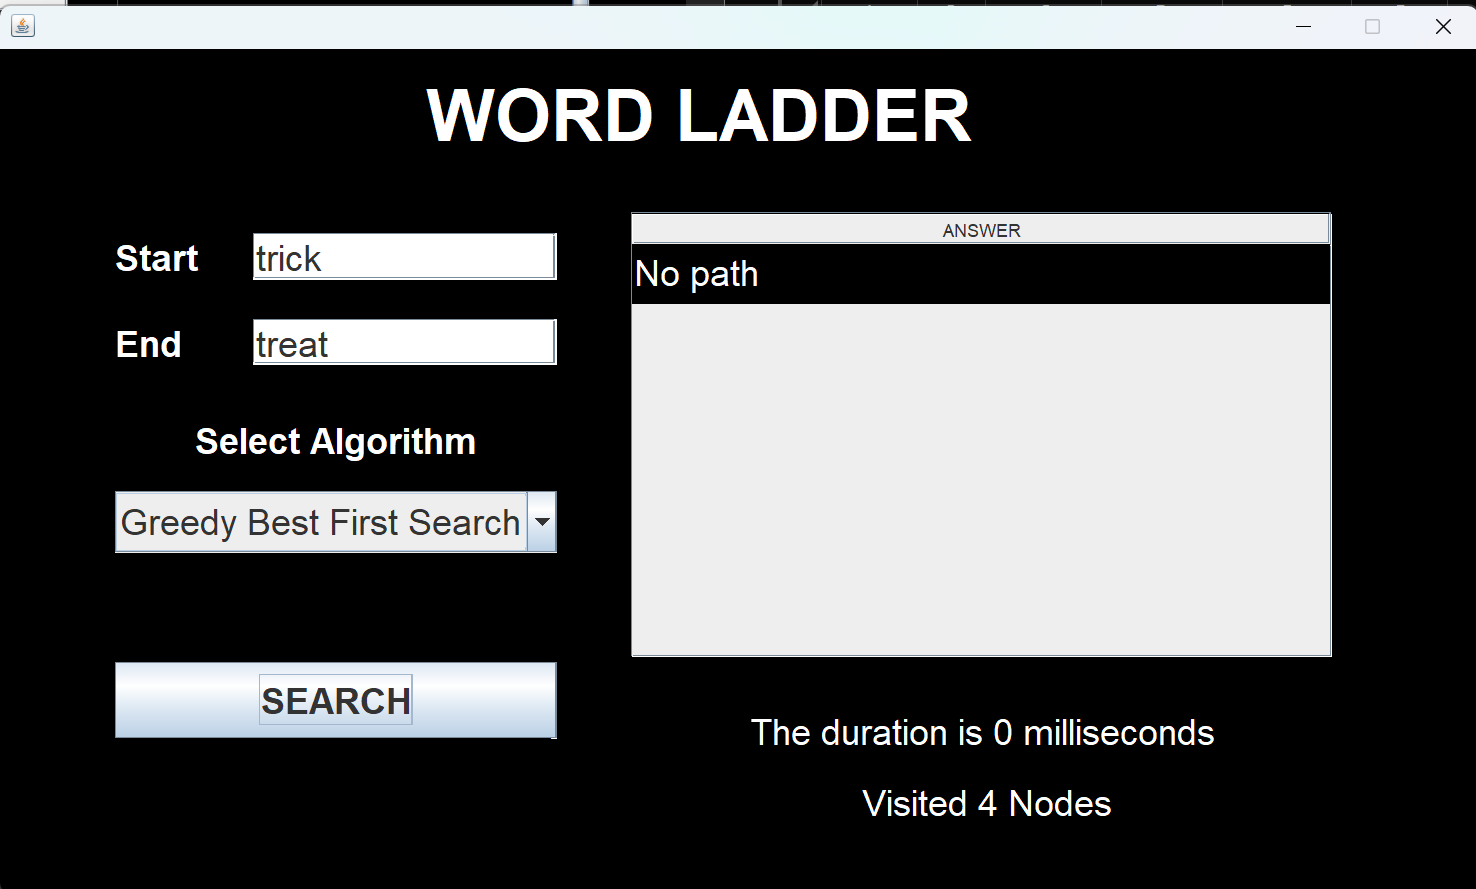 WORD LADDER
Start
trick
End
treat
Select Algorithm
Greedy Best First Search
SEARCH
ANSWER
No path
The duration is 0 milliseconds
Visited 4 Nodes